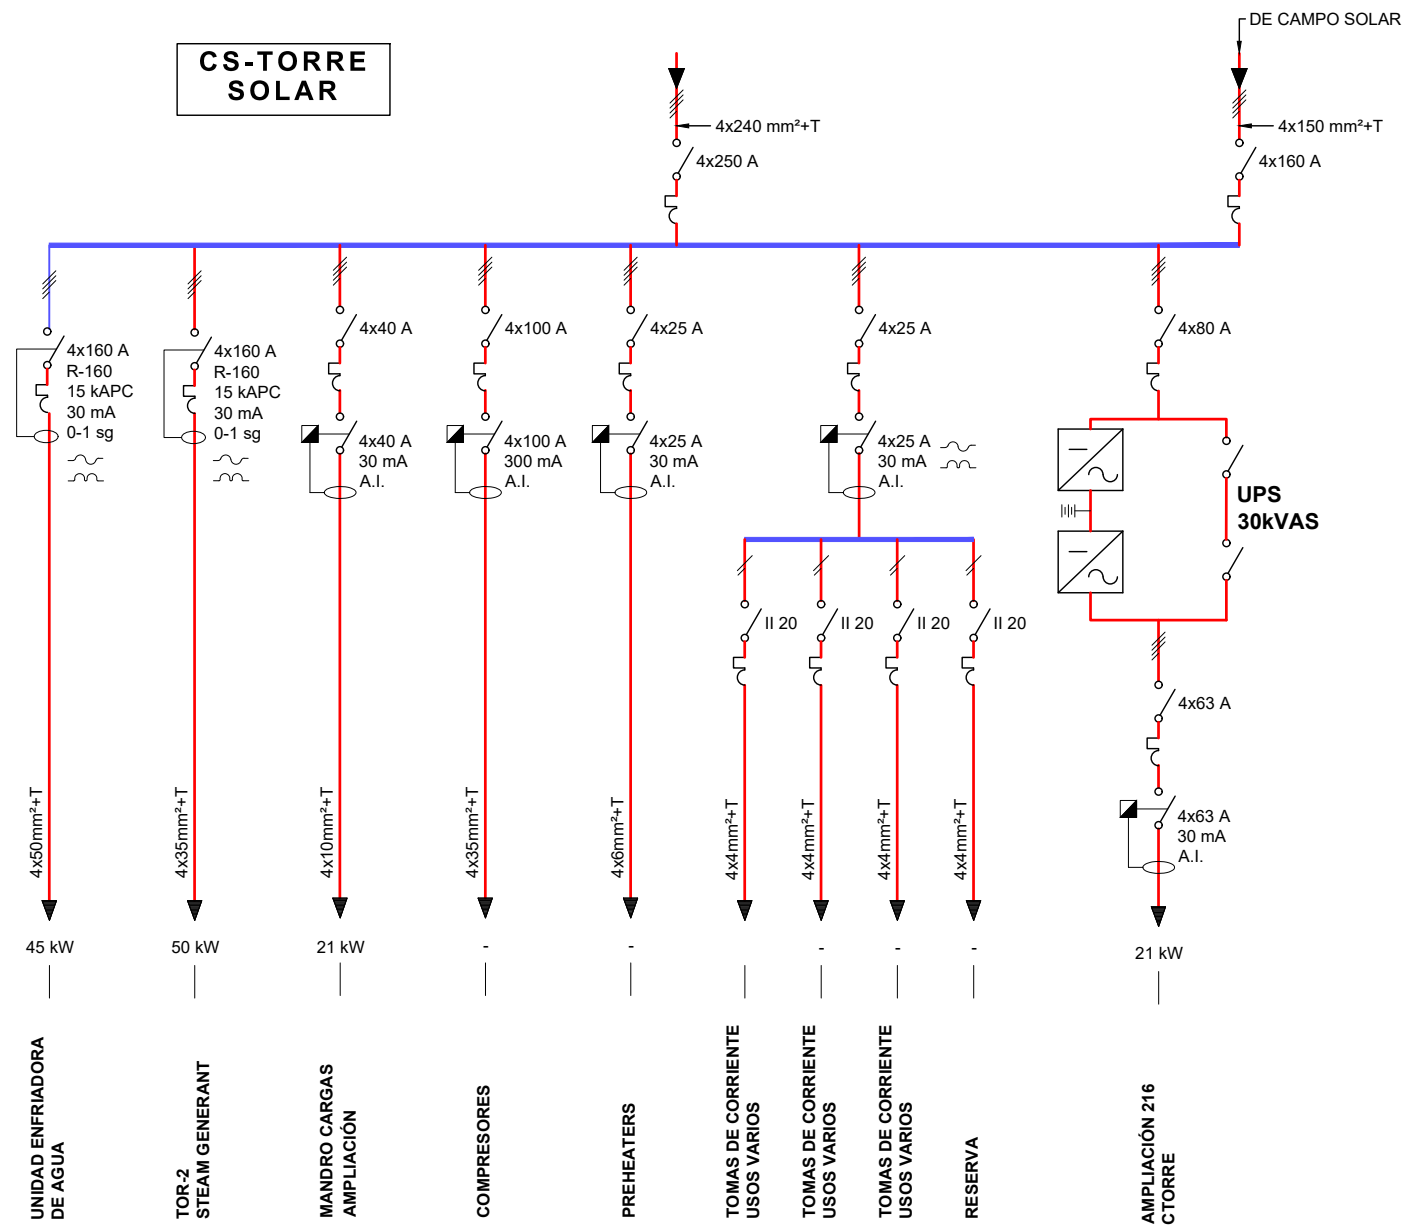 DE CAMPO SOLAR
CS-TORRE
SOLAR
4x240 mm²+T
4x150 mm²+T
4x250 A
4x160 A
4x160 A
R-160
15 kAPC
30 mA
0-1 sg
4x160 A
R-160
15 kAPC
30 mA
0-1 sg
4x40 A
4x100 A
4x25 A
4x25 A
4x80 A
4x40 A
30 mA
A.I.
4x100 A
300 mA
A.I.
4x25 A
30 mA
A.I.
4x25 A
30 mA
A.I.
UPS
30kVAS
II 20
II 20
II 20
II 20
4x63 A
4x63 A
30 mA
A.I.
4x50mm²+T
4x35mm²+T
4x10mm²+T
4x35mm²+T
4x6mm²+T
4x4mm²+T
4x4mm²+T
4x4mm²+T
4x4mm²+T
45 kW
50 kW
21 kW
-
-
-
-
-
21 kW
UNIDAD ENFRIADORA
DE AGUA
TOR-2
STEAM GENERANT
MANDRO CARGAS
AMPLIACIÓN
COMPRESORES
PREHEATERS
TOMAS DE CORRIENTE
USOS VARIOS
TOMAS DE CORRIENTE
USOS VARIOS
TOMAS DE CORRIENTE
USOS VARIOS
RESERVA
AMPLIACIÓN 216
CTORRE